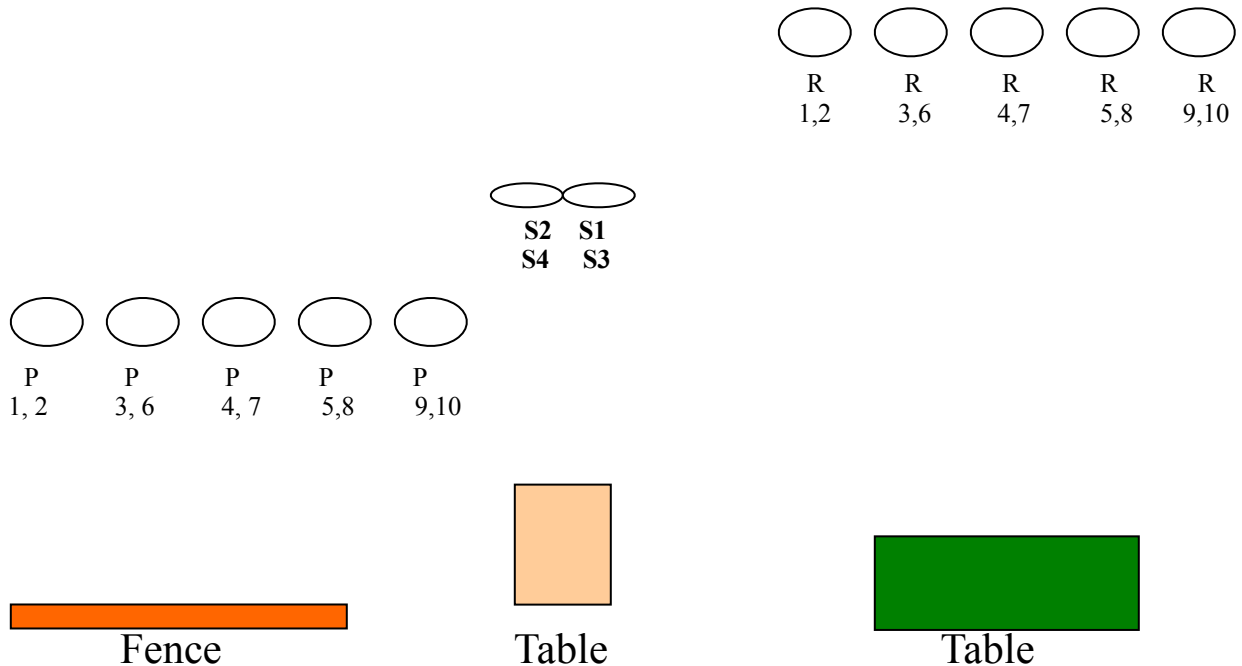 R R R R R
1,2 3,6 4,7 5,8 9,10
S2 S1
S4 S3
P P P P P
1, 2 3, 6 4, 7 5,8 9,10
Fence Table Table